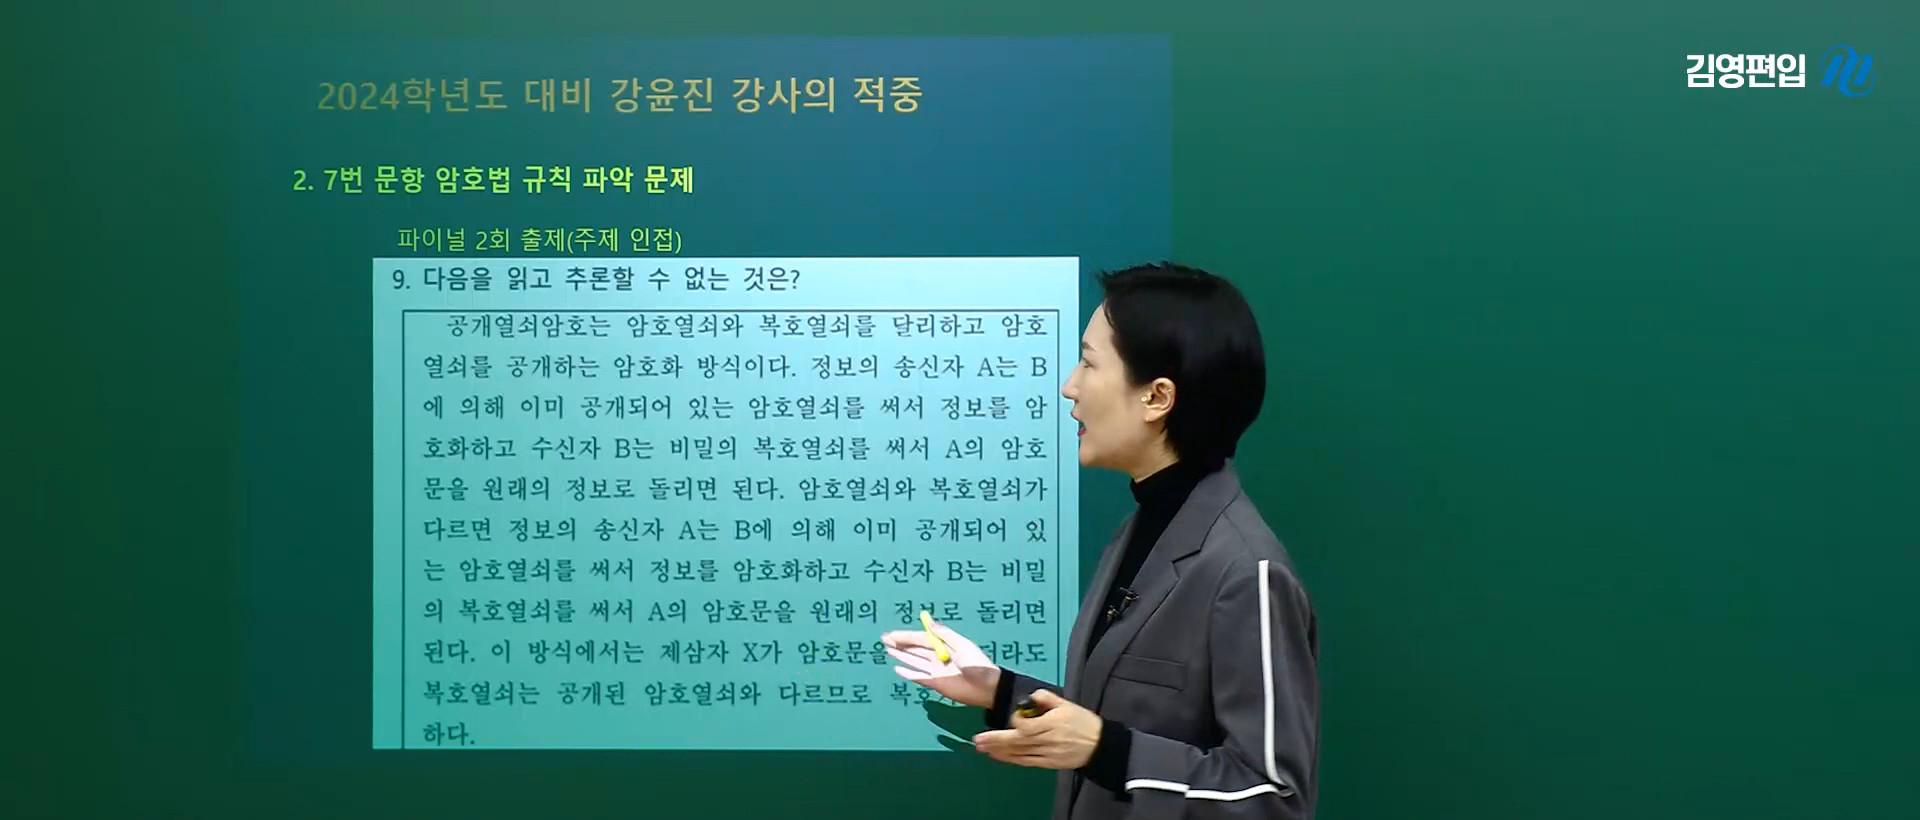 2024학년도 대비 강윤진 강사의 적중
김영편입
2. 7번 문항 암호법 규칙 파악 문제
파이널 2회 출제(주제 인접)
9. 다음을 읽고 추론할 수 없는 것은?
공개열쇠암호는 암호열쇠와 복호열쇠를 달리하고 암호
열쇠를 공개하는 암호화 방식이다. 정보의 송신자 A는 B
에 의해 이미 공개되어 있는 암호열쇠를 써서 정보를 암
호화하고 수신자 B는 비밀의 복호열쇠를 써서 A의 암호
문을 원래의 정보로 돌리면 된다. 암호열쇠와 복호열쇠가
다르면 정보의 송신자 A는 B에 의해 이미 공개되어 있
는 암호열쇠를 써서 정보를 암호화하고 수신자 B는 비밀
의 복호열쇠를 써서 A의 암호문을 원래의 정보로 돌리면
된다. 이 방식에서는 제삼자 X가 암호문을
복호열쇠는 공개된 암호열쇠와 다르므로
하다.